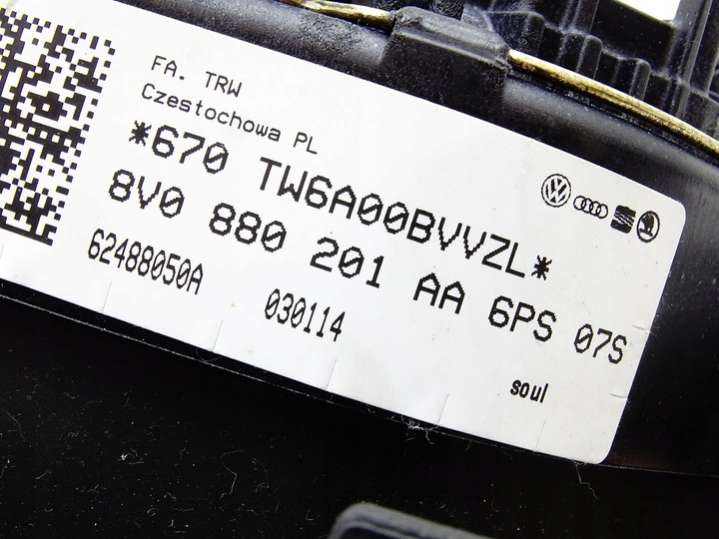 FA. TRW
Czestochowa PL
*670 TW6A00BVVZL*
8V0 880 201 AA 6PS 07S
62488050A 030114
soul